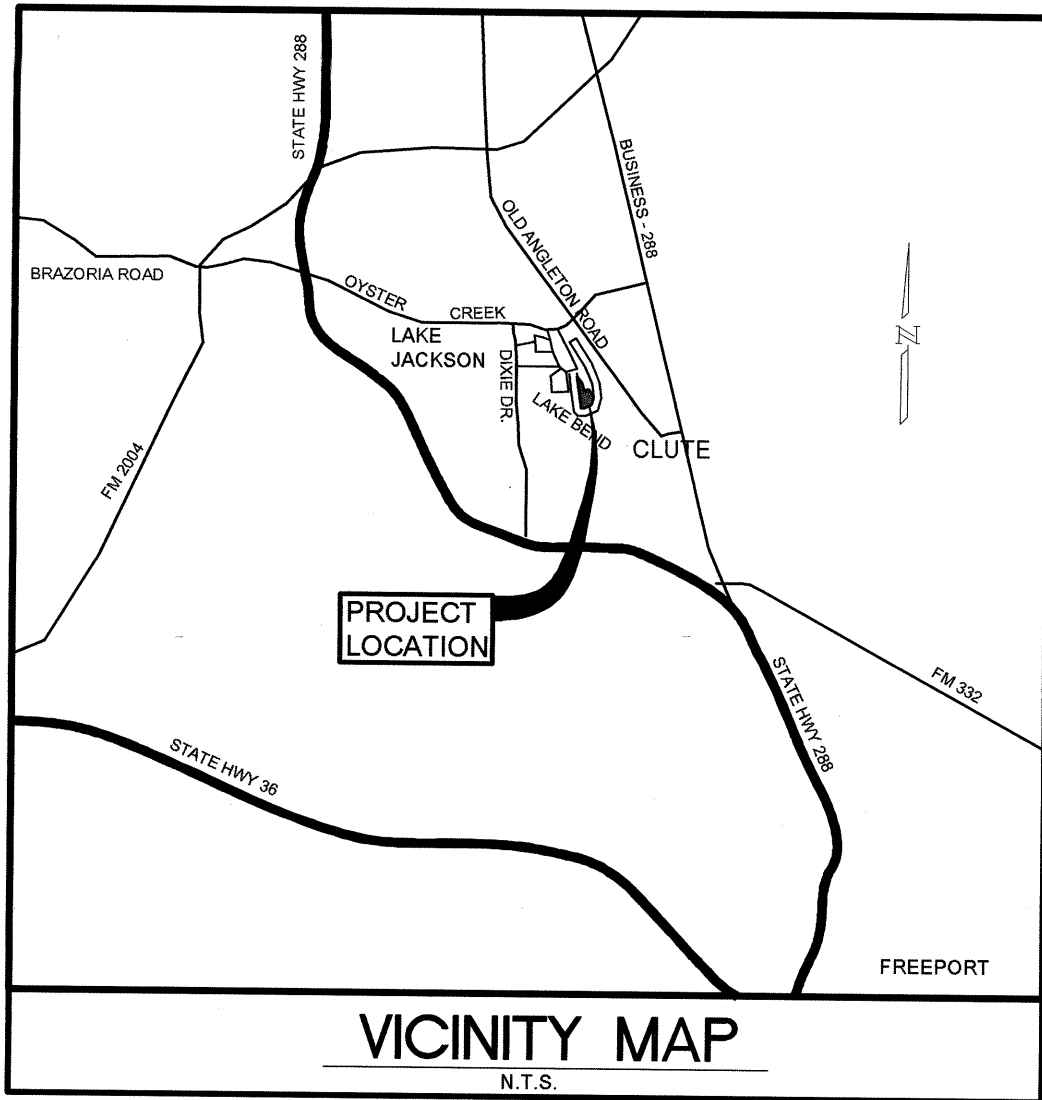 STATE HWY 288
BUSINESS - 288
OLD ANGLETON ROAD
BRAZORIA ROAD
OYSTER
CREEK
LAKE
JACKSON
DIXIE DR.
LAKE BEND
CLUTE
N
FM 2004
PROJECT
LOCATION
FM 332
STATE HWY 288
STATE HWY 36
FREEPORT
VICINITY MAP
N.T.S.